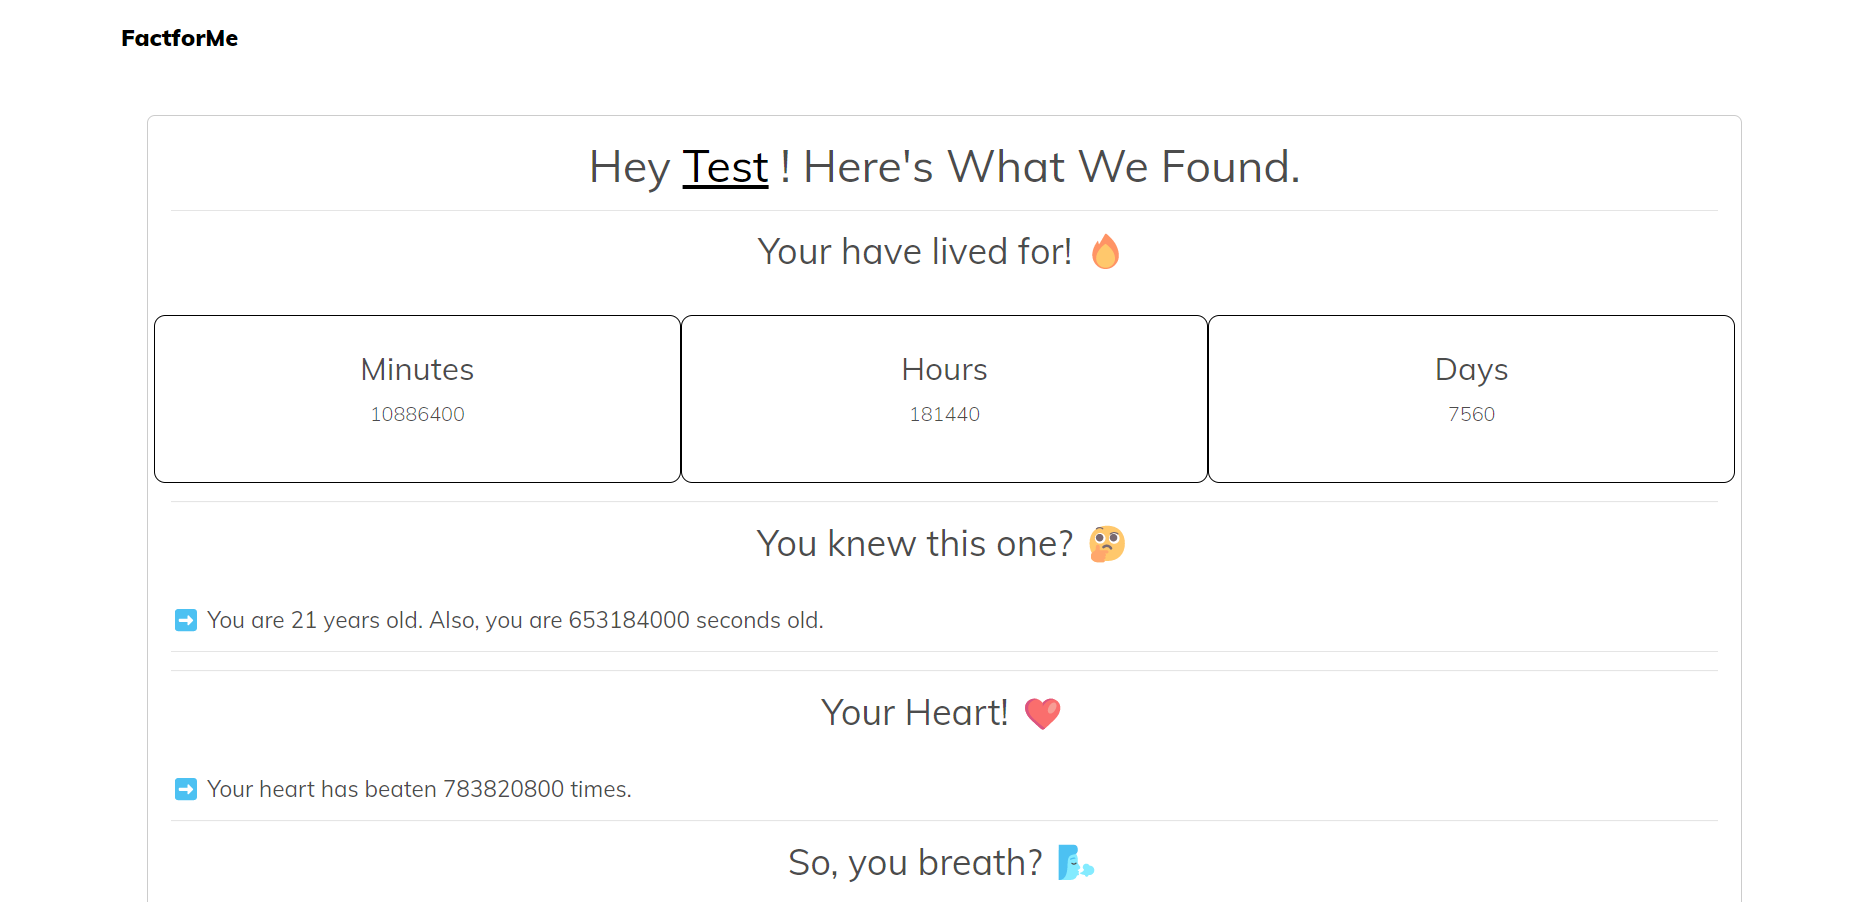 FactforMe
Hey Test ! Here's What We Found.
Your have lived for! 🔥
Minutes
10886400
Hours
181440
Days
7560
You knew this one? 🤔
➡️ You are 21 years old. Also, you are 653184000 seconds old.
Your Heart! ❤️
➡️ Your heart has beaten 783820800 times.
So, you breath? 🌬️